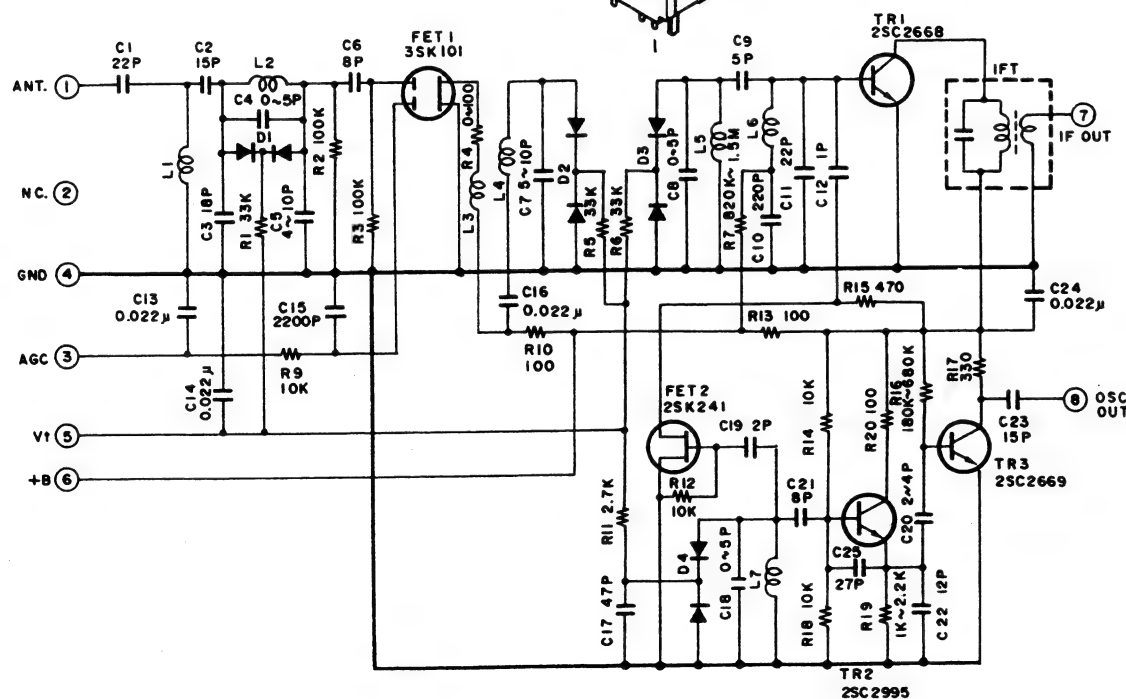 TR1
2SC2668
FET1
3SK101
C1
22P
C2
15P
L2
C6
8P
C9
5P
IFT
ANT. 1
C4 0~5P
D1
R2 100K
0~100
R4
L1
L3
L4
C7 5~10P
D2
R5 33K
R6 33K
D3
C8 0~5P
L5
R7 820K~1.5M
L6
C10 220P
C11 22P
C12 1P
7
IF OUT
NC. 2
C3 18P
R1 33K
C5
4~10P
R3 100K
GND 4
C13
0.022μ
C15
2200P
C16
0.022μ
R15 470
C24
0.022μ
R13 100
AGC 3
R9
10K
R10
100
C14
0.022μ
R17
330
FET2
2SK241
C19 2P
R14 10K
R20 100
R16
180K~680K
8 OSC OUT
C23
15P
Vt 5
+B 6
TR3
2SC2669
R12
10K
C21
8P
R11 2.7K
C20 2~4P
D4
C18 0~5P
L7
C25
27P
C17 47P
R18 10K
R19
1K~2.2K
C22 12P
TR2
2SC2995